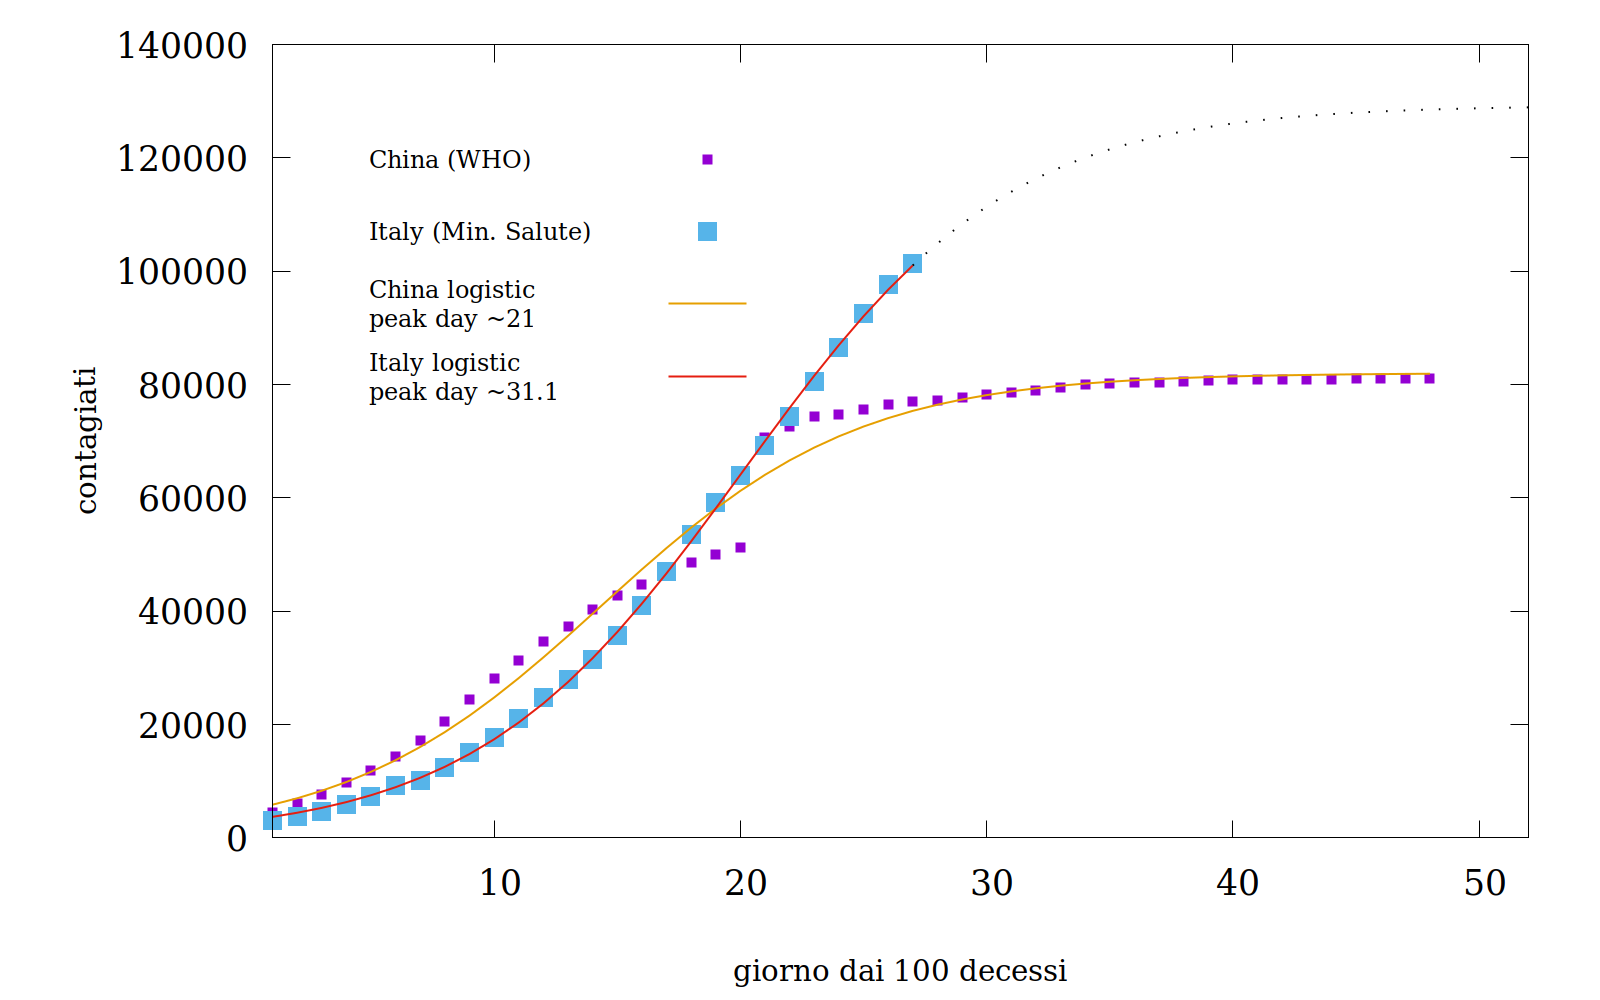 140000
120000
100000
80000
60000
40000
20000
0
contagiati
China (WHO)
Italy (Min. Salute)
China logistic
peak day ~21
Italy logistic
peak day ~31.1
10 20 30 40 50
giorno dai 100 decessi